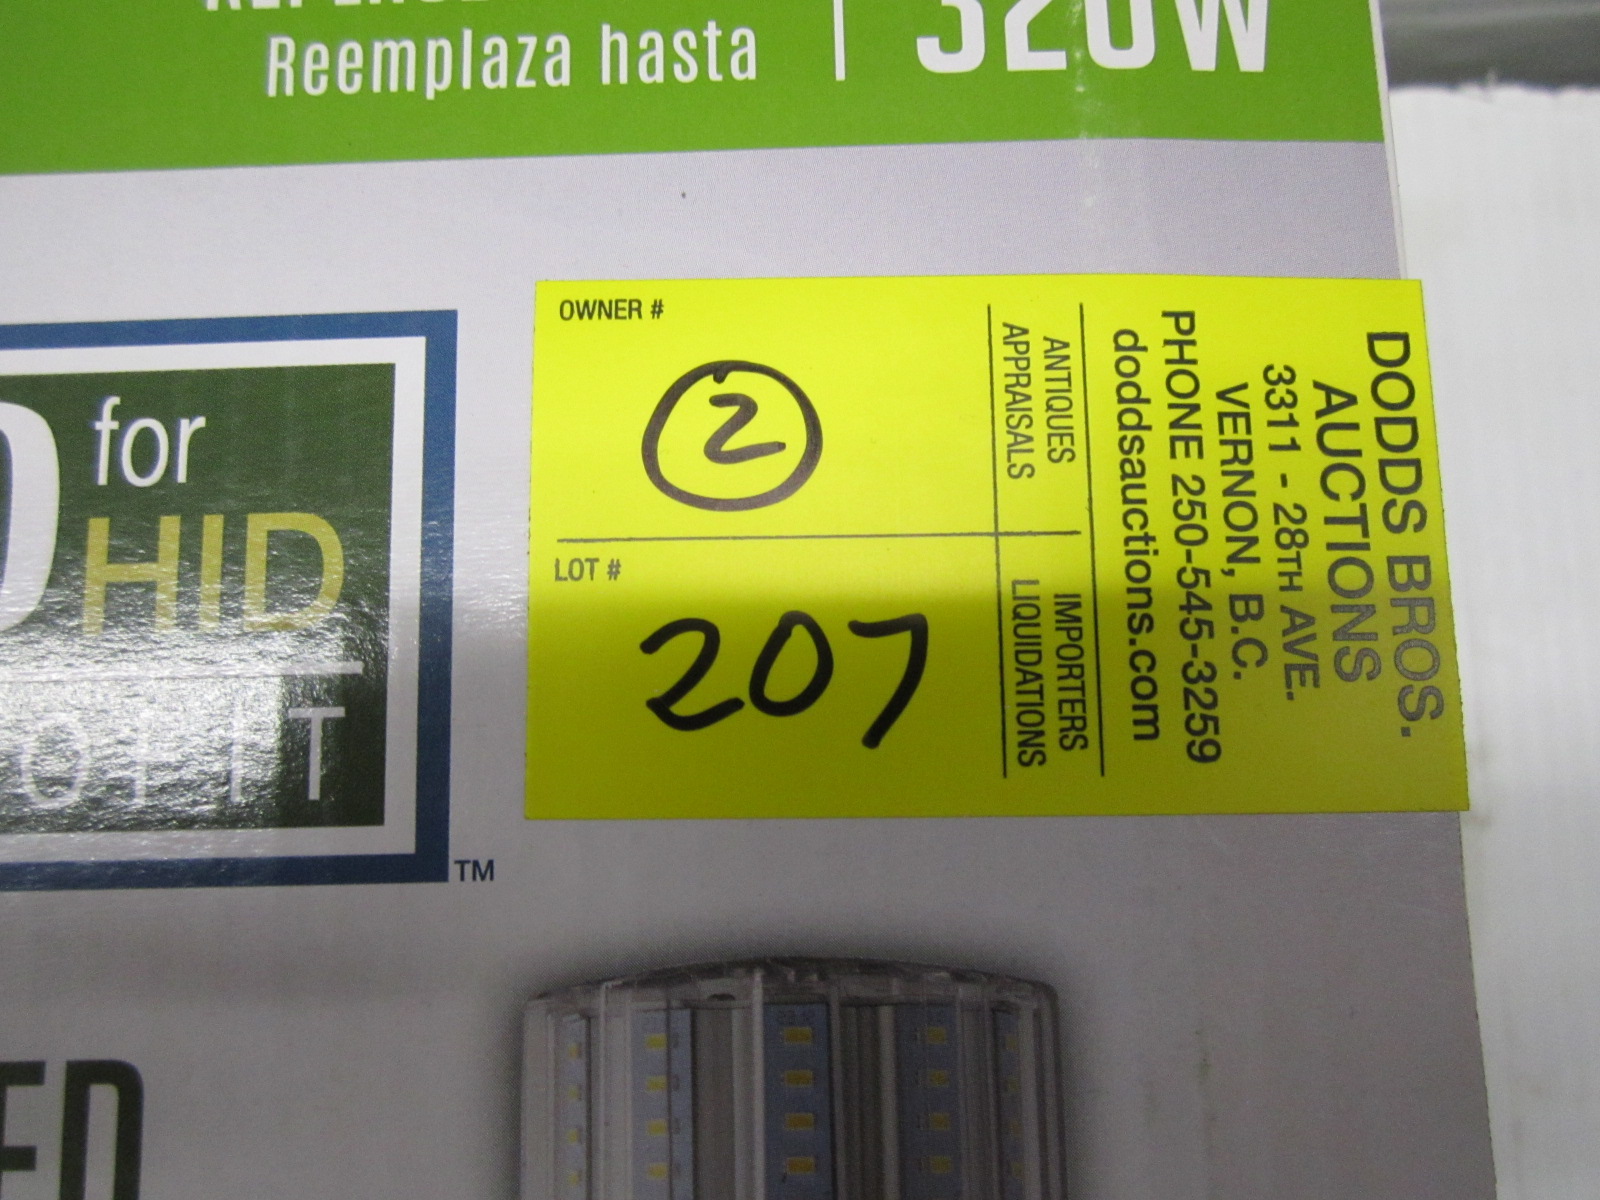 Reemplaza hasta
320W
for
HID
TM
OWNER #
2
LOT #
207
ANTIQUES
APPRAISALS
IMPORTERS
LIQUIDATIONS
DODDS BROS.
AUCTIONS
3311 - 28TH AVE.
VERNON, B.C.
PHONE 250-545-3259
doddsauctions.com
ED